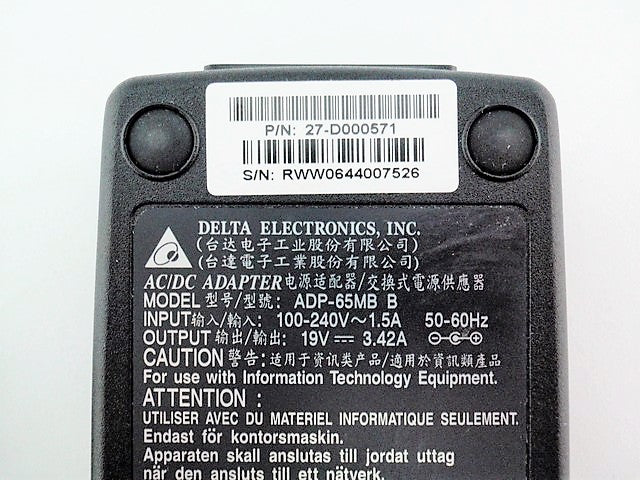 P/N: 27-D000571
S/N: RWW0644007526
DELTA ELECTRONICS, INC.
(台达电子工业股份有限公司)
(台達電子工業股份有限公司)
AC/DC ADAPTER电源适配器/交換式電源供應器
MODEL 型号/型號: ADP-65MB B
INPUT输入/輸入: 100-240V～1.5A 50-60Hz
OUTPUT 输出/輸出: 19V ⎓ 3.42A
CAUTION 警告:适用于资讯类产品/適用於資訊類產品
For use with Information Technology Equipment.
ATTENTION :
UTILISER AVEC DU MATERIEL INFORMATIQUE SEULEMENT.
Endast för kontorsmaskin.
Apparaten skall anslutas till jordat uttag
när den ansluts till ett nätverk.